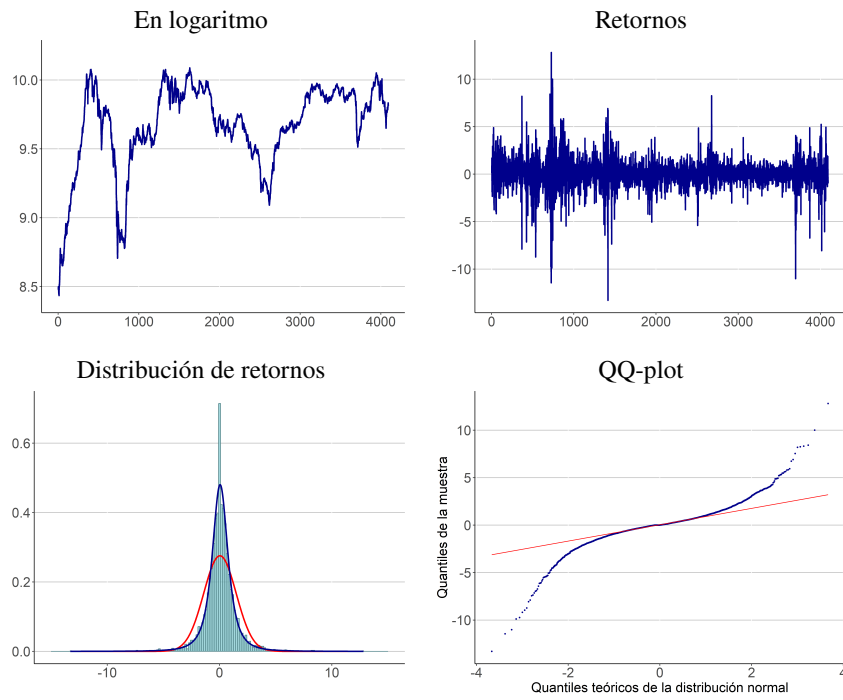 En logaritmo
10.0
9.5
9.0
8.5
0 1000 2000 3000 4000
Retornos
10
5
0
-5
-10
0 1000 2000 3000 4000
Distribución de retornos
0.6
0.4
0.2
0.0
-10 0 10
QQ-plot
Quantiles de la muestra
10
5
0
-5
-10
-4 -2 0 2 4
Quantiles teóricos de la distribución normal